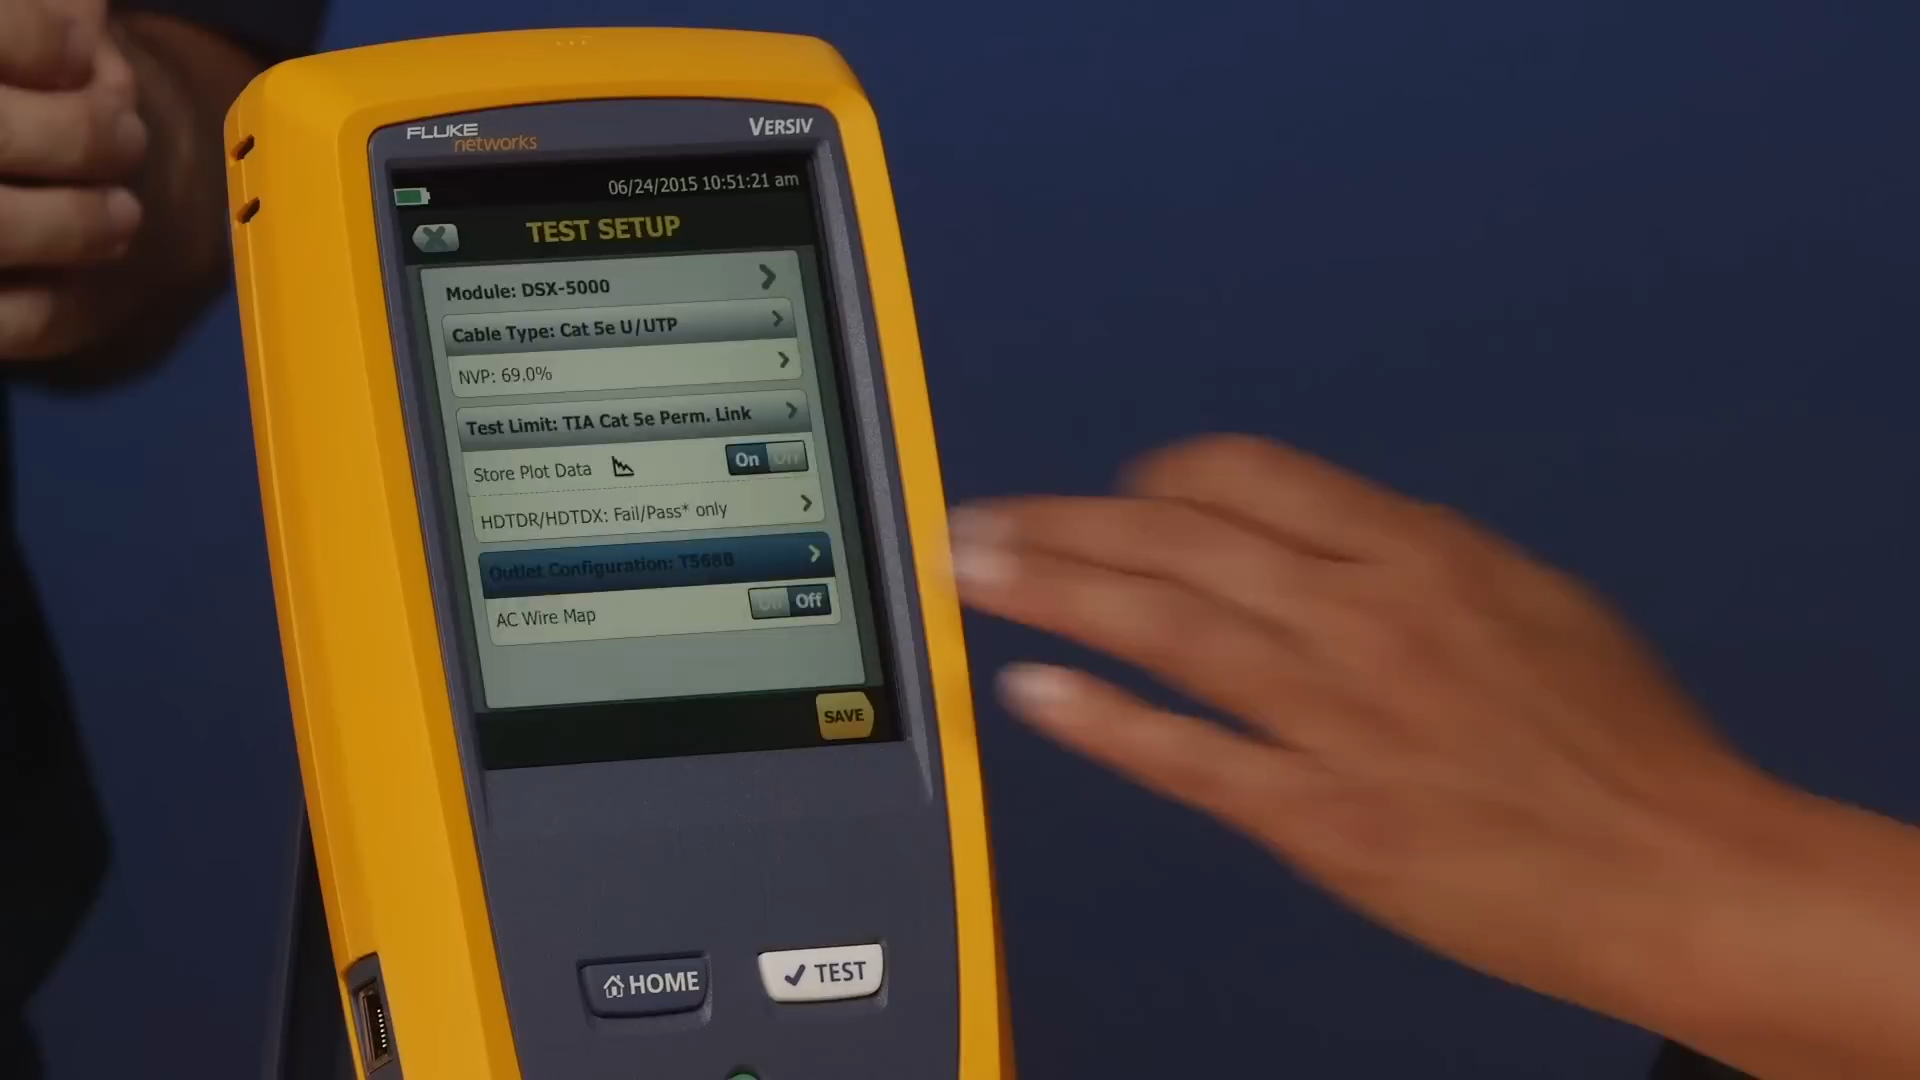 FLUKE
networks
VERSIV
06/24/2015 10:51:21 am
TEST SETUP
Module: DSX-5000
Cable Type: Cat 5e U/UTP
NVP: 69.0%
Test Limit: TIA Cat 5e Perm. Link
Store Plot Data On Off
HDTDR/HDTDX: Fail/Pass* only
Outlet Configuration: T568B
AC Wire Map On Off
SAVE
HOME
TEST